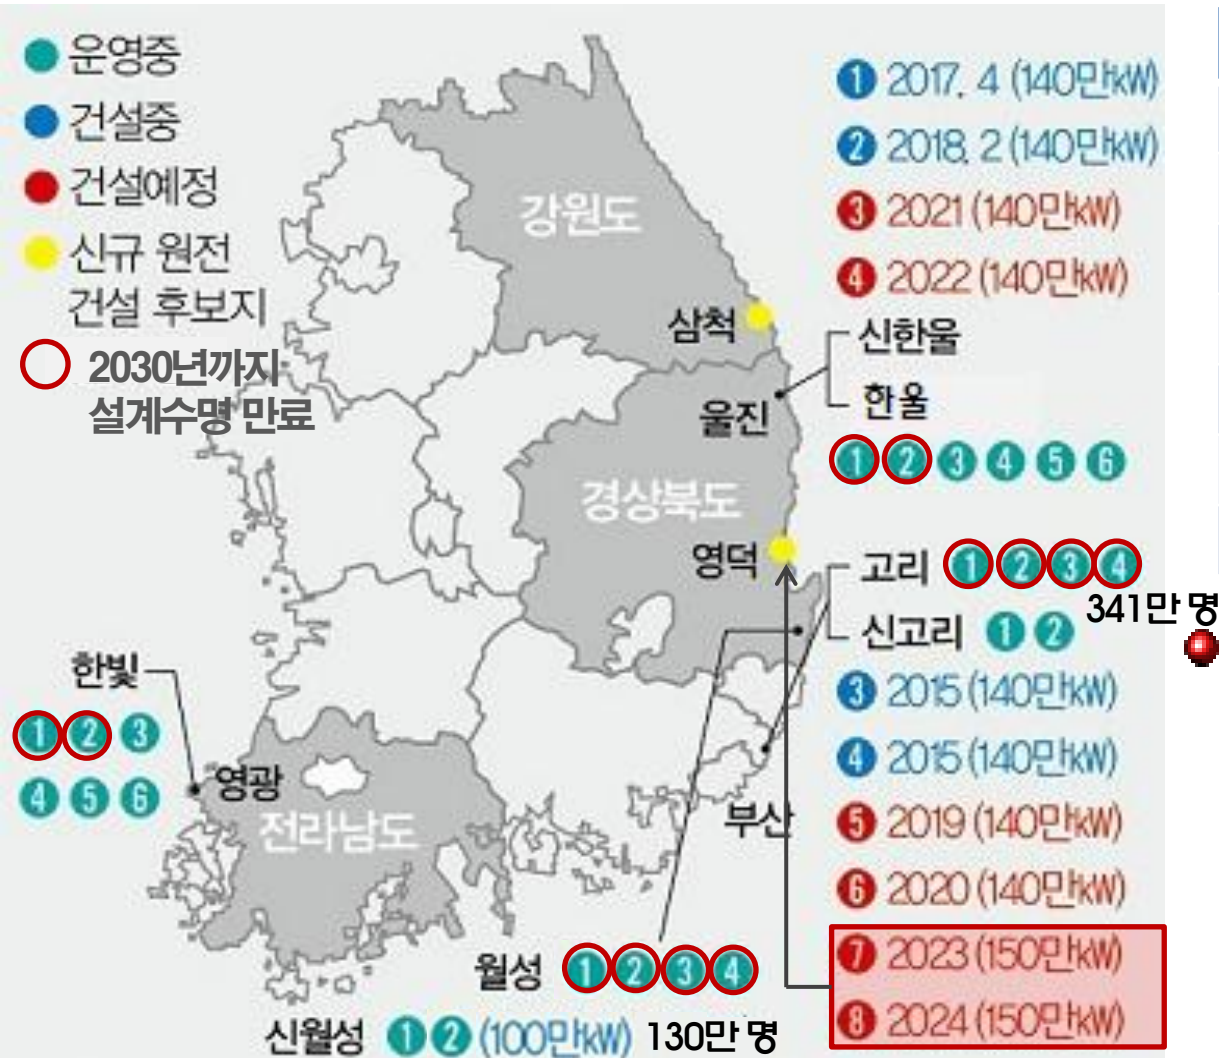 운영중
건설중
건설예정
신규 원전
건설 후보지
2030년까지
설계수명 만료
1 2017. 4 (140만kW)
2 2018. 2 (140만kW)
3 2021 (140만kW)
4 2022 (140만kW)
강원도
삼척
신한울
울진
한울
1 2 3 4 5 6
경상북도
영덕
고리 1 2 3 4
341만 명
신고리 1 2
3 2015 (140만kW)
4 2015 (140만kW)
5 2019 (140만kW)
6 2020 (140만kW)
7 2023 (150만kW)
8 2024 (150만kW)
한빛
1 2 3
4 5 6
영광
전라남도
부산
월성 1 2 3 4
신월성 1 2 (100만kW) 130만 명